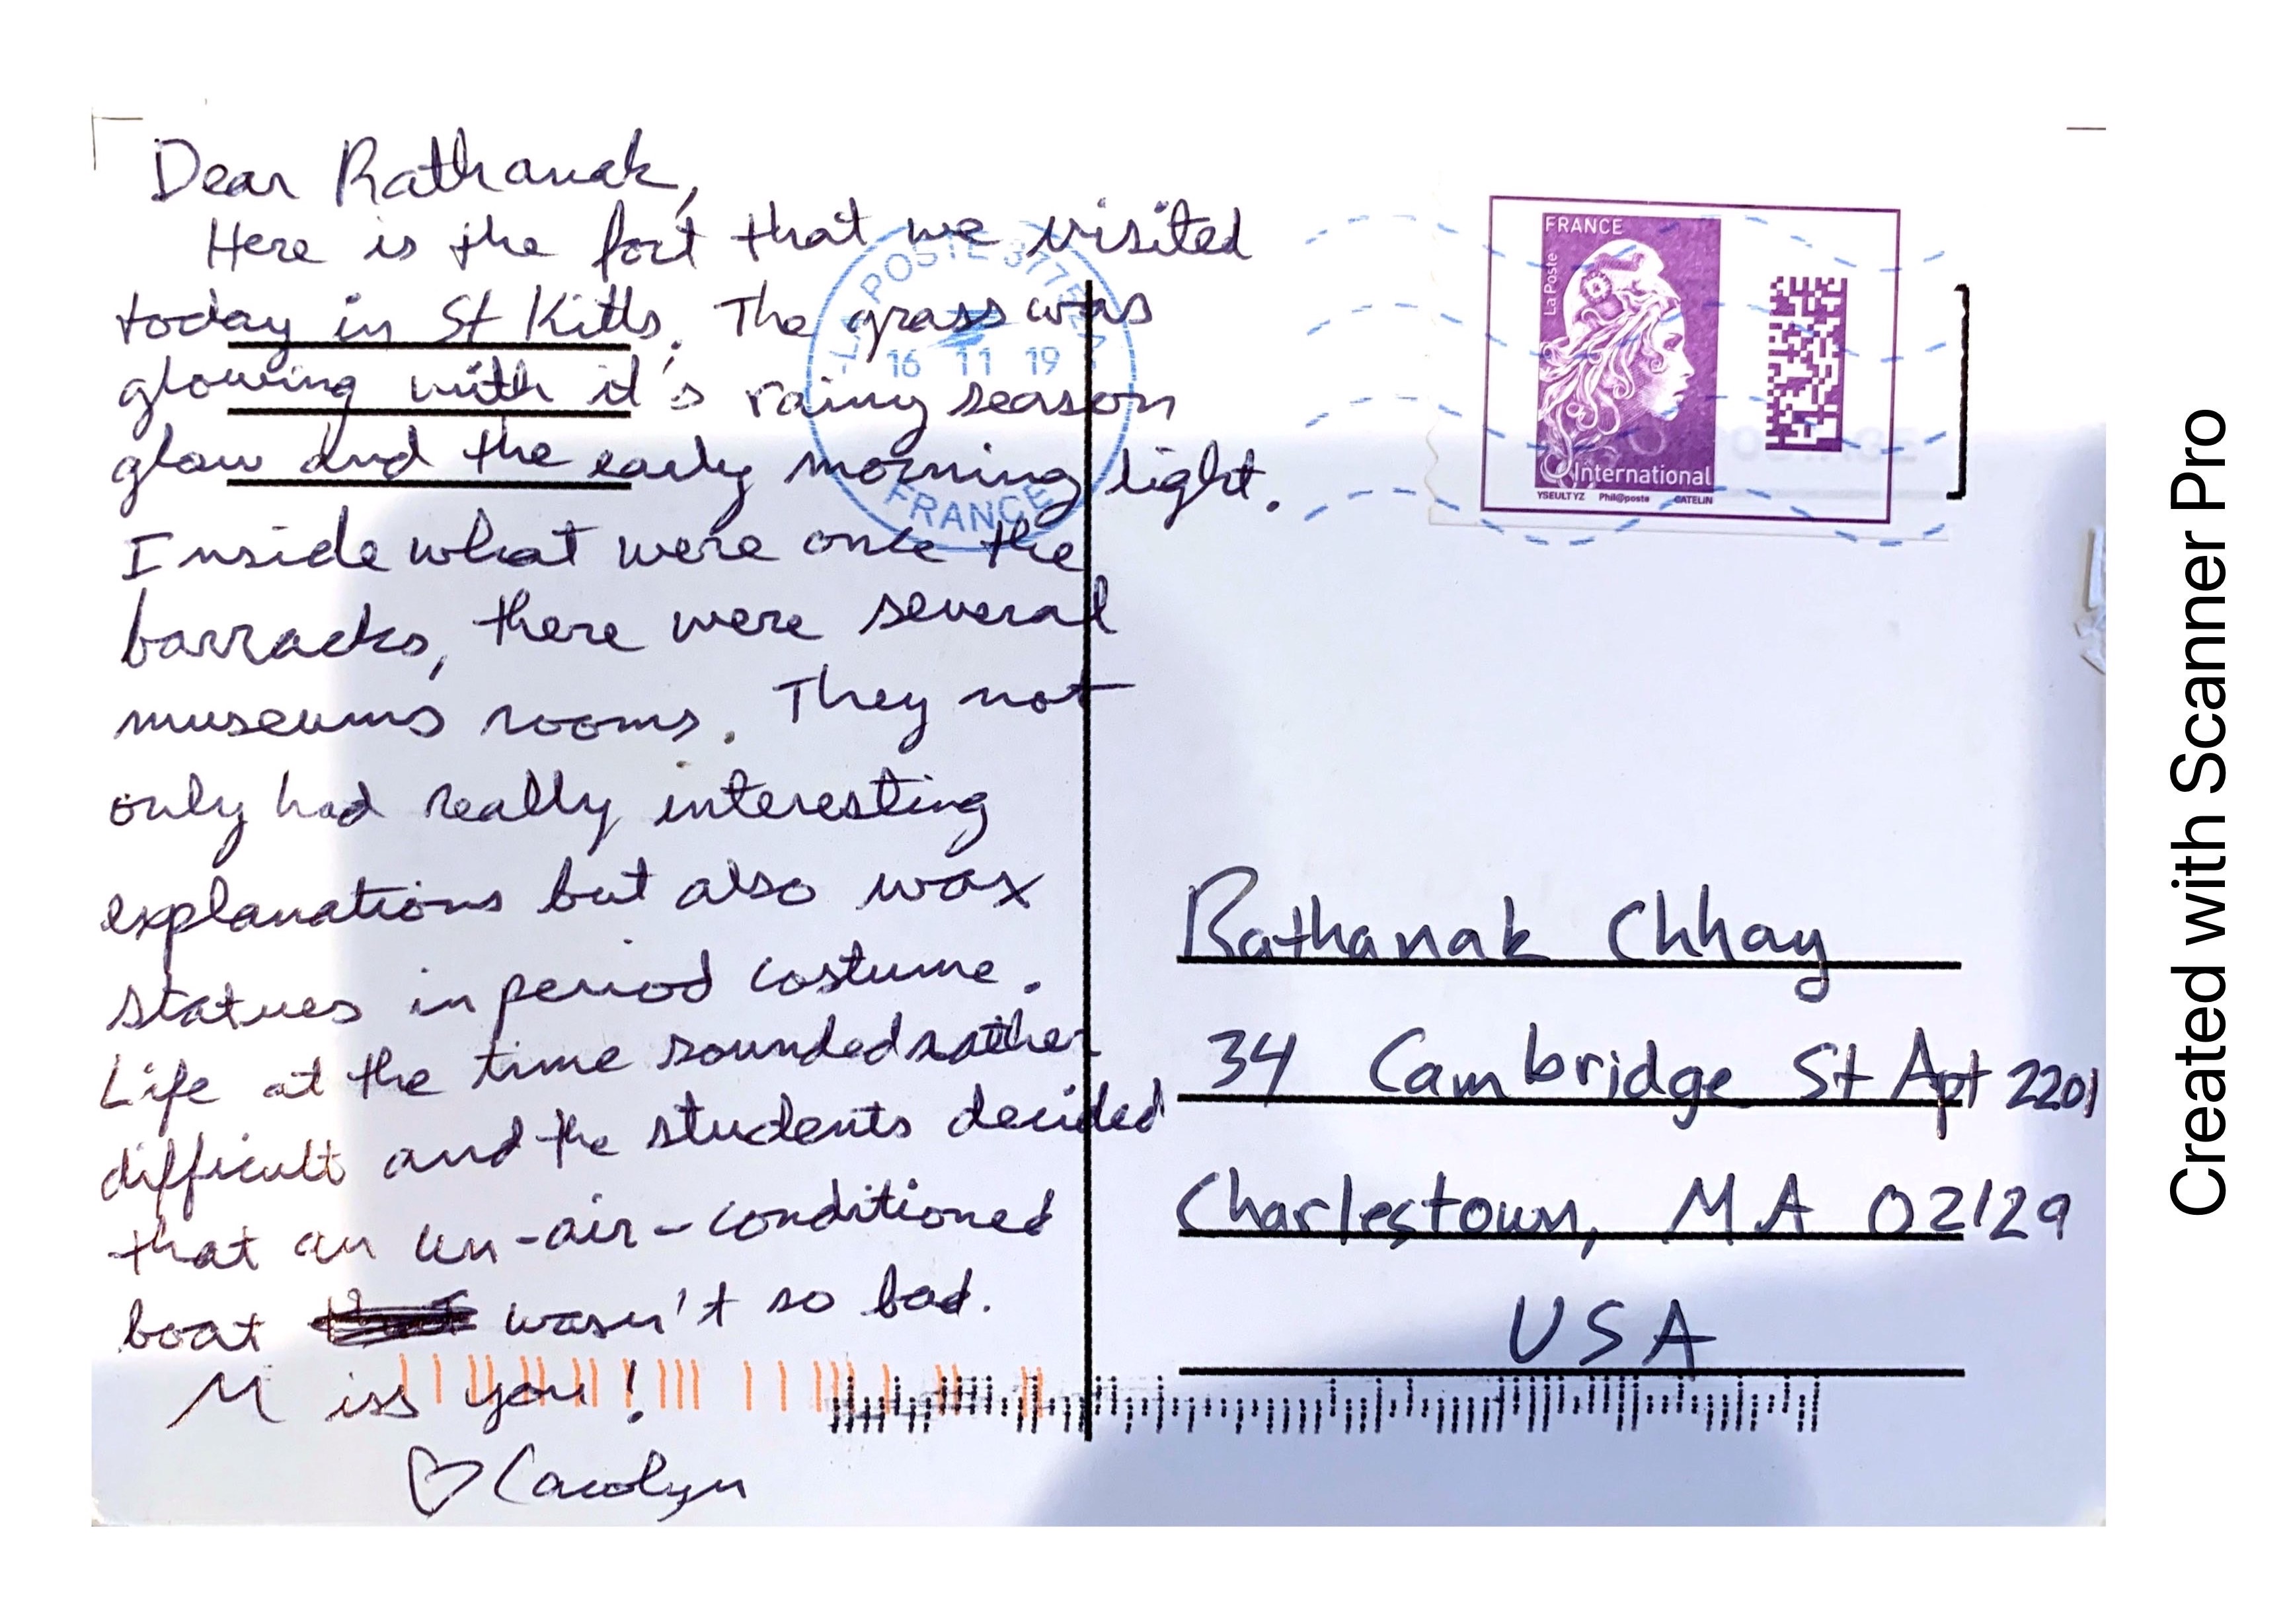 Dear Rathanak,
Here is the fort that we visited
today in St Kitts. The grass was
glowing with it's rainy season
glow and the early morning light.
Inside what were once the
barracks, there were several
museums rooms. They not
only had really interesting
explanations but also wax
statues in period costume.
Life at the time sounded rather
difficult and the students decided
that an un-air-conditioned
boat wasn't so bad.
Miss you!
♡ Carolyn
LA POSTE
16 11 19
FRANCE
FRANCE
La Poste
International
YSEULTYZ Phil@poste CATELIN
Rathanak Chhay
34 Cambridge St Apt 2201
Charlestown, MA 02129
USA
Created with Scanner Pro